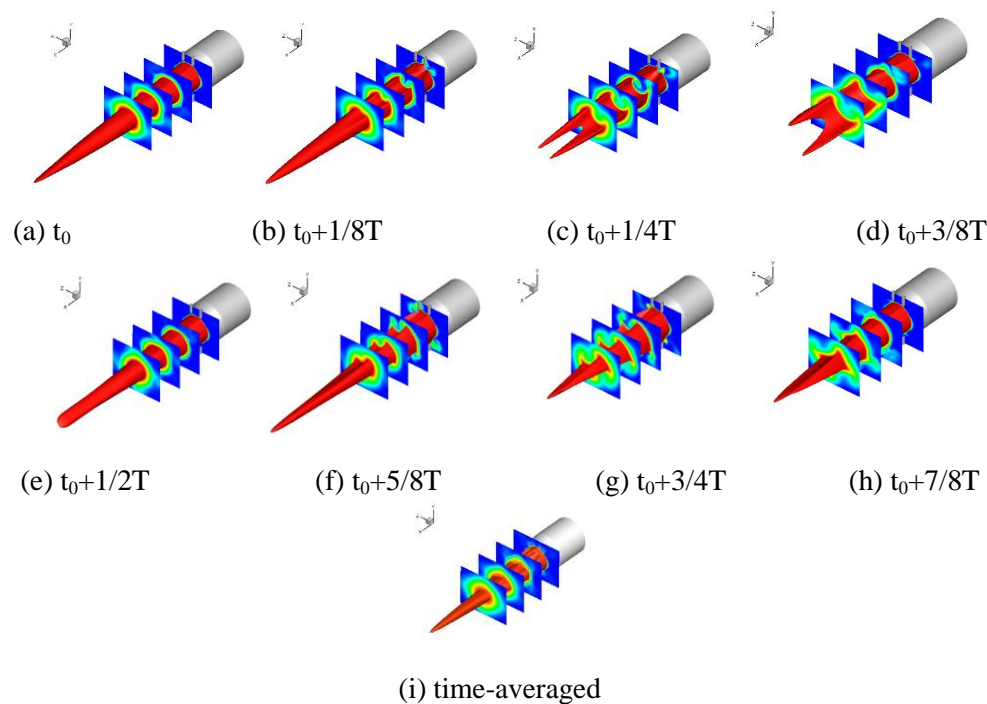 (a) t₀
(b) t₀+1/8T
(c) t₀+1/4T
(d) t₀+3/8T
(e) t₀+1/2T
(f) t₀+5/8T
(g) t₀+3/4T
(h) t₀+7/8T
(i) time-averaged